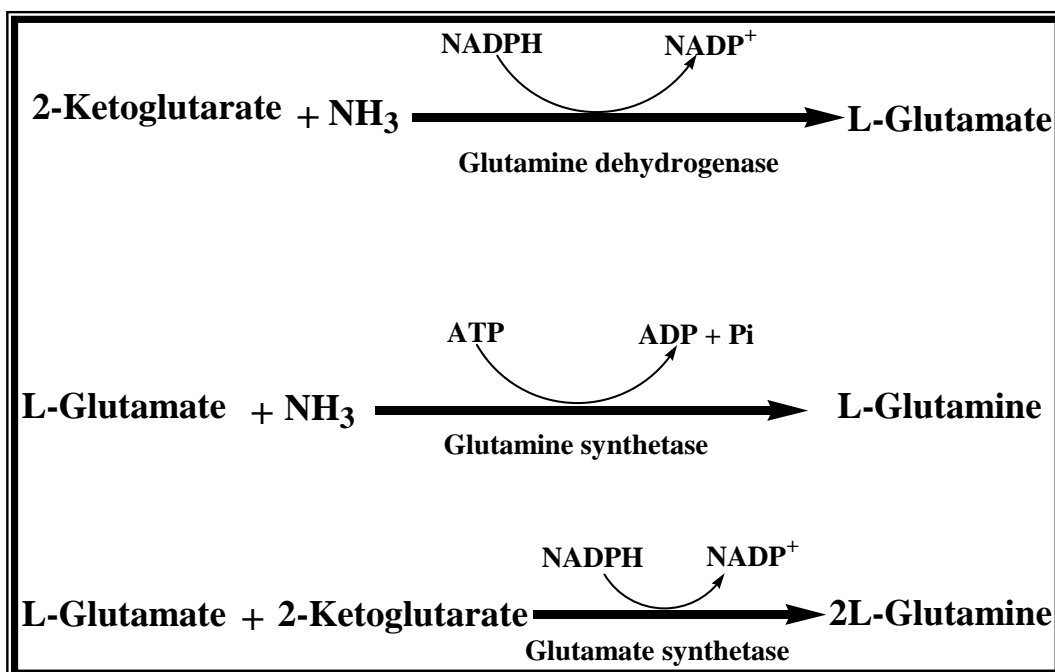 NADPH NADP+
2-Ketoglutarate + NH3 L-Glutamate
Glutamine dehydrogenase
ATP ADP + Pi
L-Glutamate + NH3 L-Glutamine
Glutamine synthetase
NADPH NADP+
L-Glutamate + 2-Ketoglutarate 2L-Glutamine
Glutamate synthetase